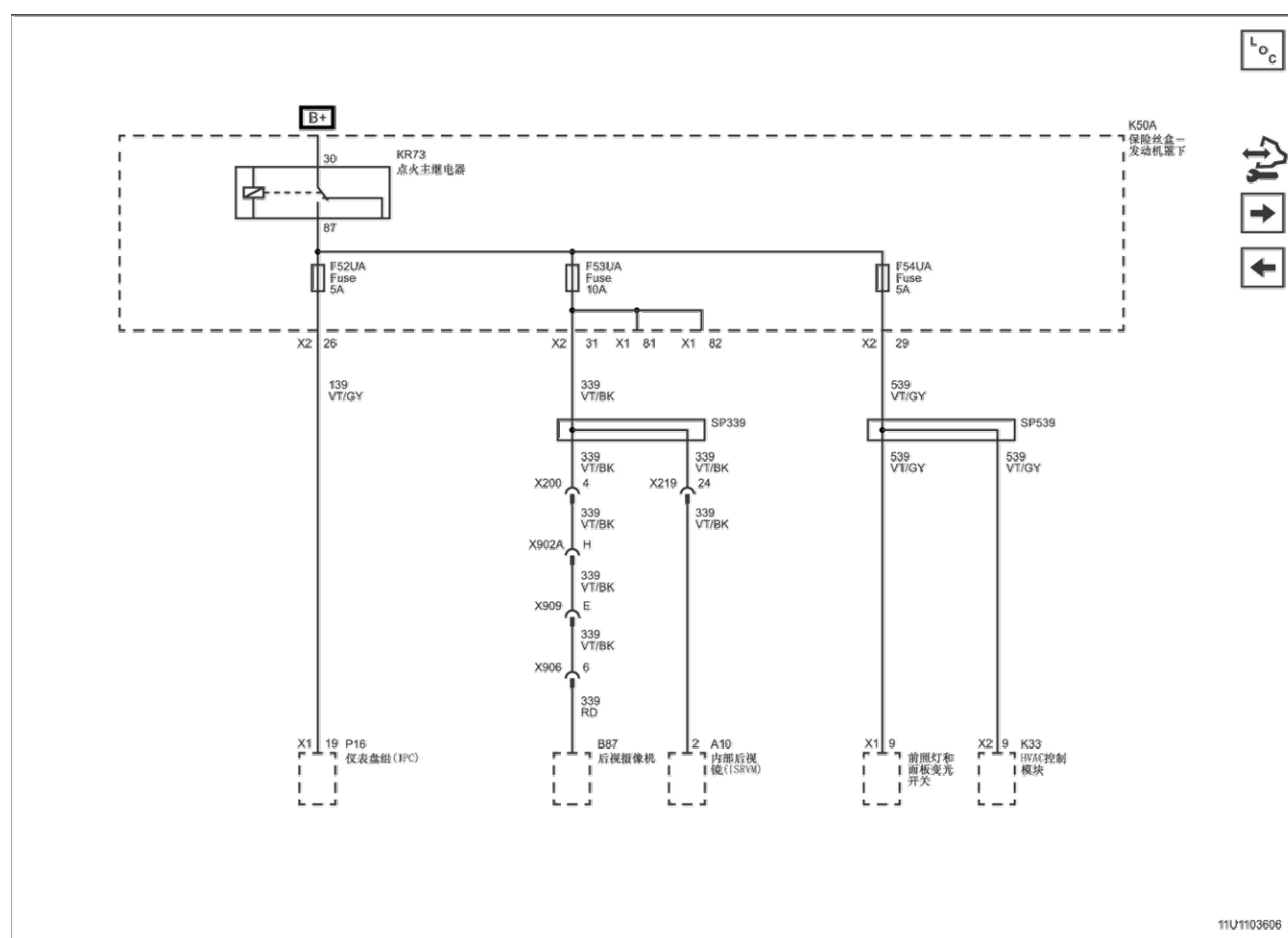 L
O
C
B+
K50A
保险丝盒－
发动机罩下
30
KR73
点火主继电器
87
F52UA
Fuse
5A
F53UA
Fuse
10A
F54UA
Fuse
5A
X2 26
X2 31 X1 81 X1 82
X2 29
139
VT/GY
339
VT/BK
539
VT/GY
SP339
SP539
339
VT/BK
339
VT/BK
539
VT/GY
539
VT/GY
X200 4
X219 24
339
VT/BK
339
VT/BK
X902A H
339
VT/BK
X909 E
339
VT/BK
X906 6
339
RD
X1 19 P16
仪表盘组(IPC)
B87
后视摄像机
2 A10
内部后视
镜(ISRVM)
X1 9
前照灯和
面板变光
开关
X2 9 K33
HVAC控制
模块
11U1103606